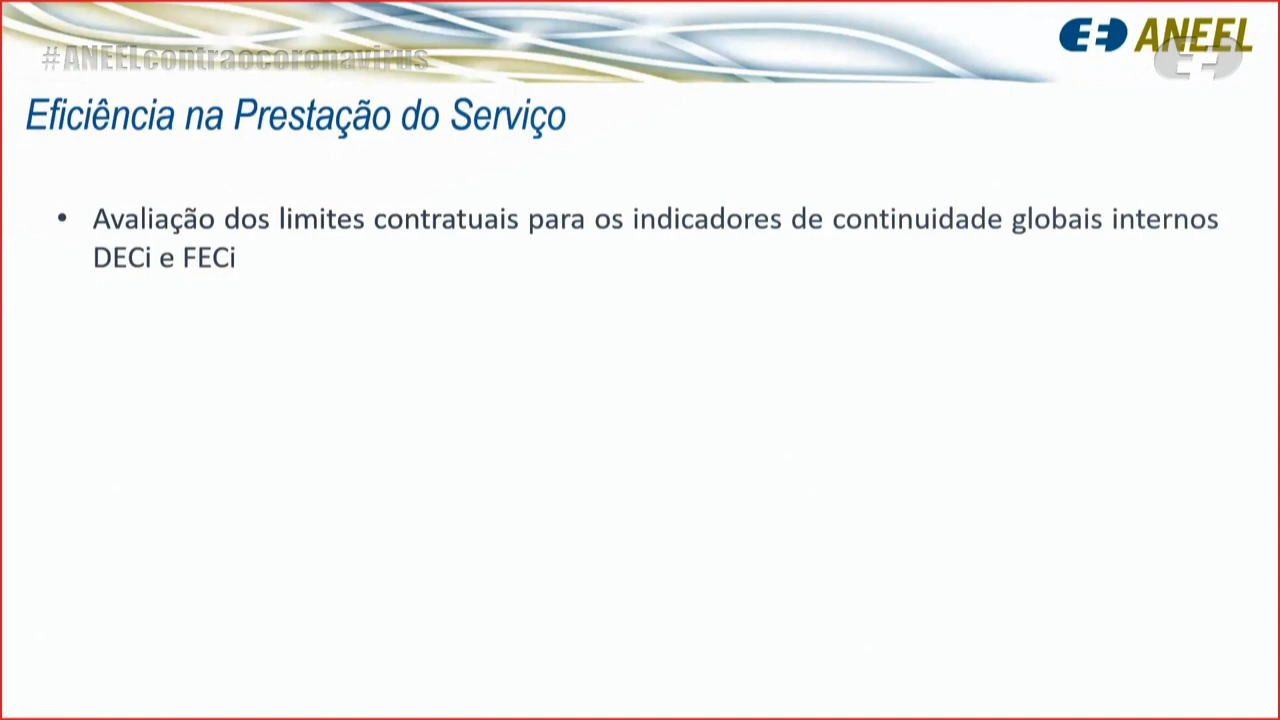 #ANEELcontraocoronavirus
ANEEL
Eficiência na Prestação do Serviço
• Avaliação dos limites contratuais para os indicadores de continuidade globais internos
DECi e FECi